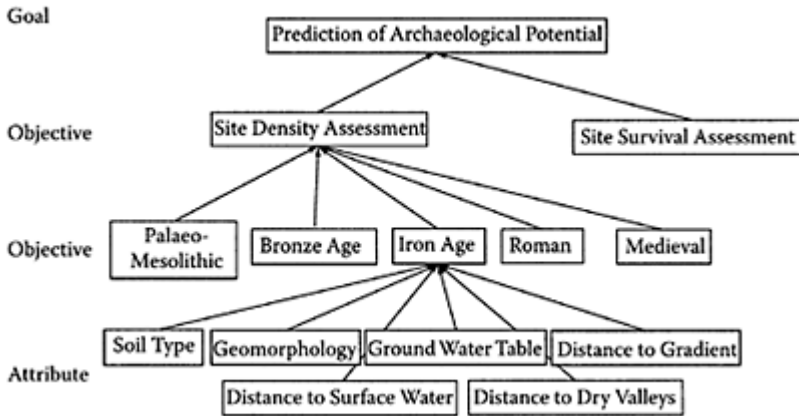 Goal
Prediction of Archaeological Potential
Objective
Site Density Assessment
Site Survival Assessment
Objective
Palaeo-
Mesolithic
Bronze Age
Iron Age
Roman
Medieval
Soil Type
Geomorphology
Ground Water Table
Distance to Gradient
Attribute
Distance to Surface Water
Distance to Dry Valleys